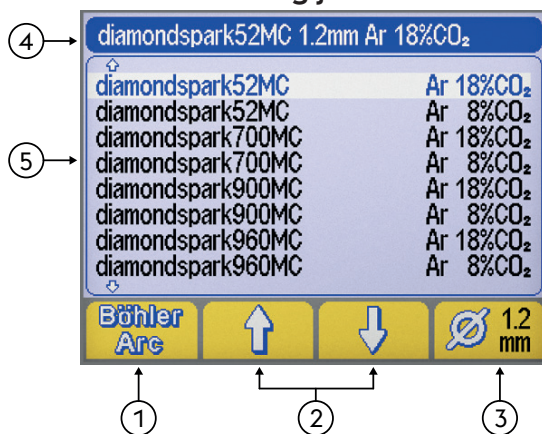 g j
4
diamondspark52MC 1.2mm Ar 18%CO₂
diamondspark52MC Ar 18%CO₂
diamondspark52MC Ar 8%CO₂
5
diamondspark700MC Ar 18%CO₂
diamondspark700MC Ar 8%CO₂
diamondspark900MC Ar 18%CO₂
diamondspark900MC Ar 8%CO₂
diamondspark960MC Ar 18%CO₂
diamondspark960MC Ar 8%CO₂
Böhler
Arc
1.2
mm
1
2
3